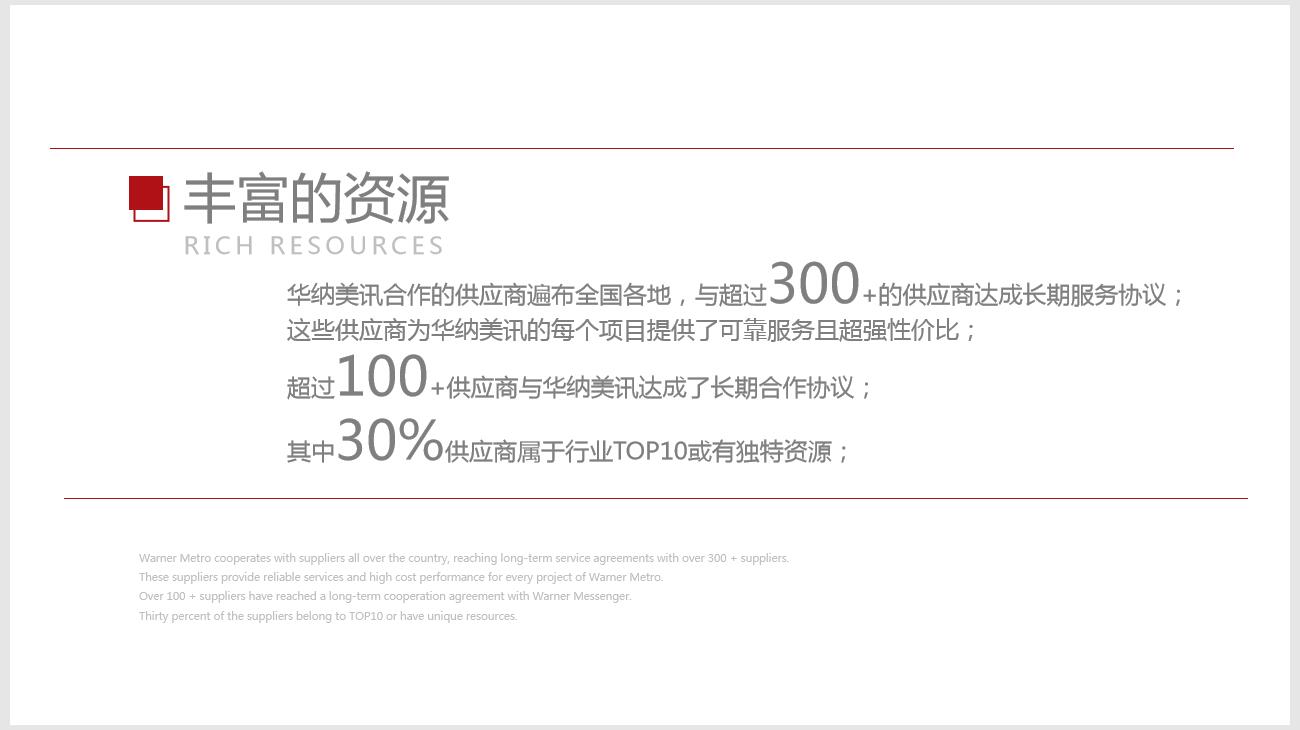 丰富的资源
RICH RESOURCES
华纳美讯合作的供应商遍布全国各地，与超过300+的供应商达成长期服务协议；
这些供应商为华纳美讯的每个项目提供了可靠服务且超强性价比；
超过100+供应商与华纳美讯达成了长期合作协议；
其中30%供应商属于行业TOP10或有独特资源；
Warner Metro cooperates with suppliers all over the country, reaching long-term service agreements with over 300 + suppliers.
These suppliers provide reliable services and high cost performance for every project of Warner Metro.
Over 100 + suppliers have reached a long-term cooperation agreement with Warner Messenger.
Thirty percent of the suppliers belong to TOP10 or have unique resources.